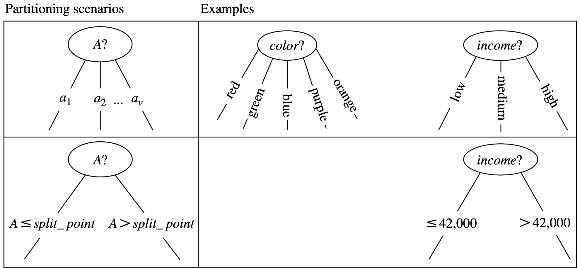 Partitioning scenarios Examples
A? color? income?
a1 a2 ... av red green blue purple orange low medium high
A? income?
A ≤ split_point A > split_point ≤ 42,000 > 42,000